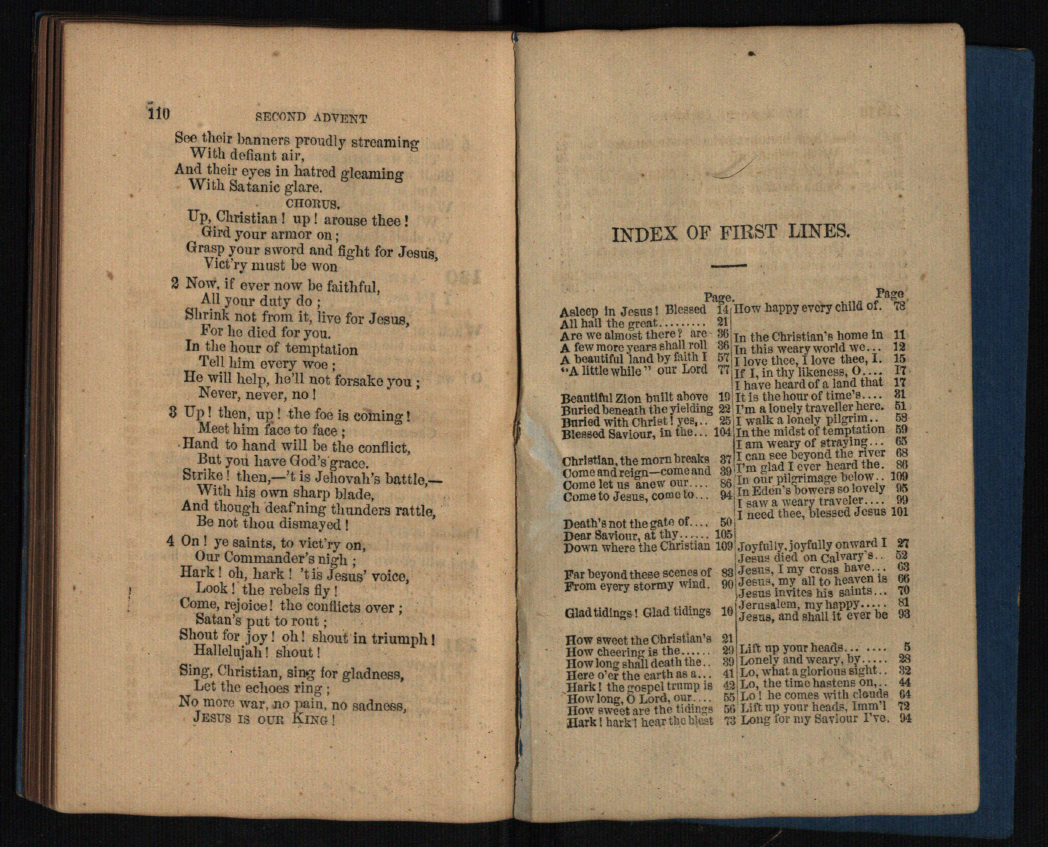 110 SECOND ADVENT
See their banners proudly streaming
With defiant air,
And their eyes in hatred gleaming
With Satanic glare.
CHORUS.
Up, Christian ! up ! arouse thee !
Gird your armor on ;
Grasp your sword and fight for Jesus,
Vict'ry must be won
2 Now, if ever now be faithful,
All your duty do ;
Shrink not from it, live for Jesus,
For he died for you.
In the hour of temptation
Tell him every woe ;
He will help, he'll not forsake you ;
Never, never, no !
3 Up ! then, up ! the foe is coming !
Meet him face to face ;
Hand to hand will be the conflict,
But you have God's grace.
Strike ! then,—'t is Jehovah's battle,—
With his own sharp blade,
And though deaf'ning thunders rattle,
Be not thou dismayed !
4 On ! ye saints, to vict'ry on,
Our Commander's nigh ;
Hark ! oh, hark ! 'tis Jesus' voice,
Look ! the rebels fly !
Come, rejoice! the conflicts over ;
Satan's put to rout ;
Shout for joy ! oh ! shout in triumph !
Hallelujah ! shout !
Sing, Christian, sing for gladness,
Let the echoes ring ;
No more war, no pain, no sadness,
JESUS IS OUR KING !
INDEX OF FIRST LINES.
Page.
Asleep in Jesus ! Blessed 14
All hail the great......... 21
Are we almost there? are 36
A few more years shall roll 36
A beautiful land by faith I 57
"A little while" our Lord 77
Beautiful Zion built above 19
Buried beneath the yielding 22
Buried with Christ ! yes,.. 25
Blessed Saviour, in the... 104
Christian, the morn breaks 37
Come and reign—come and 39
Come let us anew our.... 86
Come to Jesus, come to... 94
Death's not the gate of.... 50
Dear Saviour, at thy...... 105
Down where the Christian 109
Far beyond these scenes of 83
From every stormy wind. 90
Glad tidings ! Glad tidings 10
How sweet the Christian's 21
How cheering is the...... 29
How long shall death the.. 39
Here o'er the earth as a... 41
Hark ! the gospel trump is 42
How long, O Lord, our.... 55
How sweet are the tidings 56
Hark ! hark ! hear the blest 73
Page
How happy every child of. 78
In the Christian's home in 11
In this weary world we... 12
I love thee, I love thee, I. 15
If I, in thy likeness, O.... 17
I have heard of a land that 17
It is the hour of time's.... 31
I'm a lonely traveller here. 51
I walk a lonely pilgrim.. 58
In the midst of temptation 59
I am weary of straying... 65
I can see beyond the river 68
I'm glad I ever heard the. 86
In our pilgrimage below.. 109
In Eden's bowers so lovely 95
I saw a weary traveler.... 99
I need thee, blessed Jesus 101
Joyfully, joyfully onward I 27
Jesus died on Calvary's.. 52
Jesus, I my cross have... 63
Jesus, my all to heaven is 66
Jesus invites his saints... 70
Jerusalem, my happy..... 81
Jesus, and shall it ever be 93
Lift up your heads... .... 5
Lonely and weary, by..... 28
Lo, what a glorious sight.. 32
Lo, the time hastens on,.. 44
Lo ! he comes with clouds 64
Lift up your heads, Imm'l 72
Long for my Saviour I've. 94